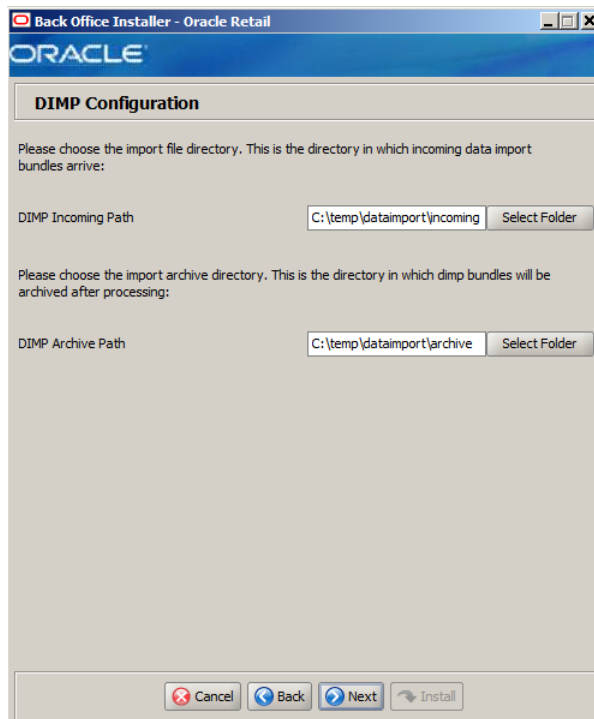 Back Office Installer - Oracle Retail
ORACLE
DIMP Configuration
Please choose the import file directory. This is the directory in which incoming data import
bundles arrive:
DIMP Incoming Path C:\temp\dataimport\incoming Select Folder
Please choose the import archive directory. This is the directory in which dimp bundles will be
archived after processing:
DIMP Archive Path C:\temp\dataimport\archive Select Folder
Cancel Back Next Install